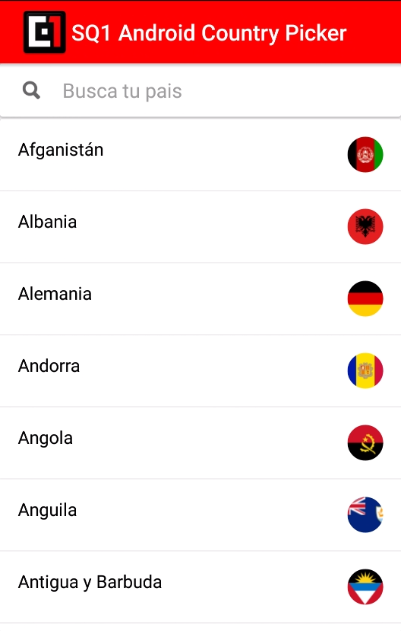 SQ1 Android Country Picker
Busca tu pais
Afganistán
Albania
Alemania
Andorra
Angola
Anguila
Antigua y Barbuda